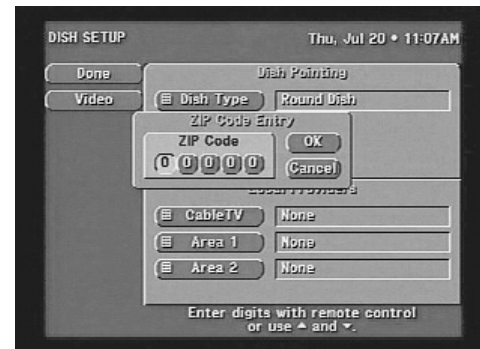 DISH SETUP
Thu, Jul 20 • 11:07AM
Done
Dish Pointing
Video
Dish Type
Round Dish
ZIP Code Entry
ZIP Code
OK
0 0 0 0 0
Cancel
Local Providers
CableTV
None
Area 1
None
Area 2
None
Enter digits with remote control
or use ▲ and ▼.